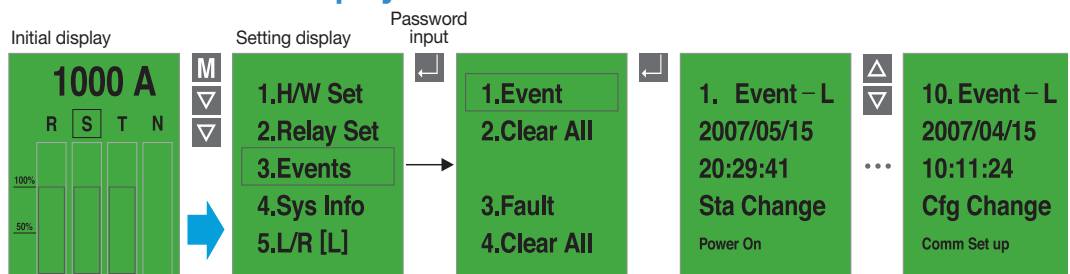 Password
input
Initial display
Setting display
1000 A
R S T N
100%
50%
M
1.H/W Set
2.Relay Set
3.Events
4.Sys Info
5.L/R [L]
1.Event
2.Clear All
3.Fault
4.Clear All
1. Event-L
2007/05/15
20:29:41
Sta Change
Power On
...
10. Event-L
2007/04/15
10:11:24
Cfg Change
Comm Set up